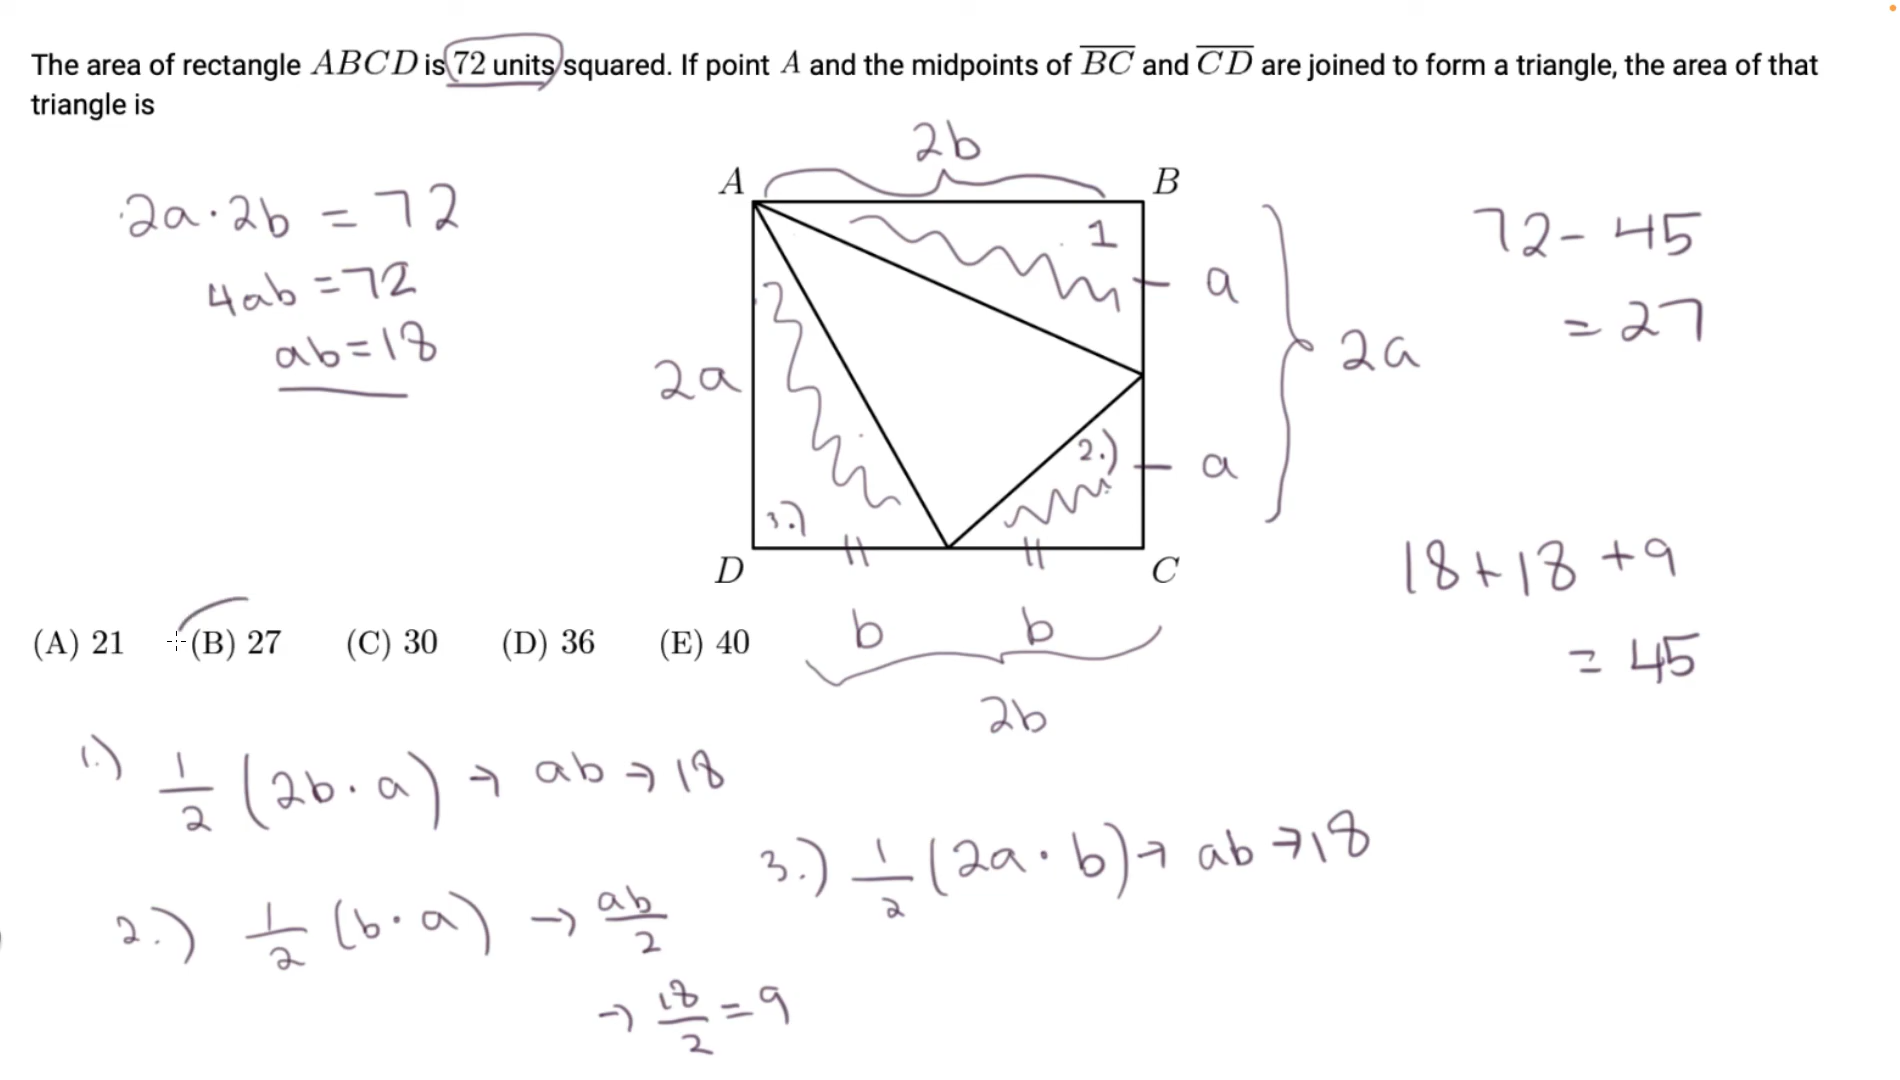 The area of rectangle ABCD is 72 units squared. If point A and the midpoints of BC and CD are joined to form a triangle, the area of that
triangle is
2b
A
B
2a · 2b = 72
4ab = 72
ab = 18
1
a
72 - 45
= 27
2a
2a
2.)
a
3.)
D
C
18 + 18 + 9
= 45
b
b
2b
(A) 21 (B) 27 (C) 30 (D) 36 (E) 40
1.) 1/2 (2b · a) → ab → 18
3.) 1/2 (2a · b) → ab → 18
2.) 1/2 (b · a) → ab/2
→ 18/2 = 9